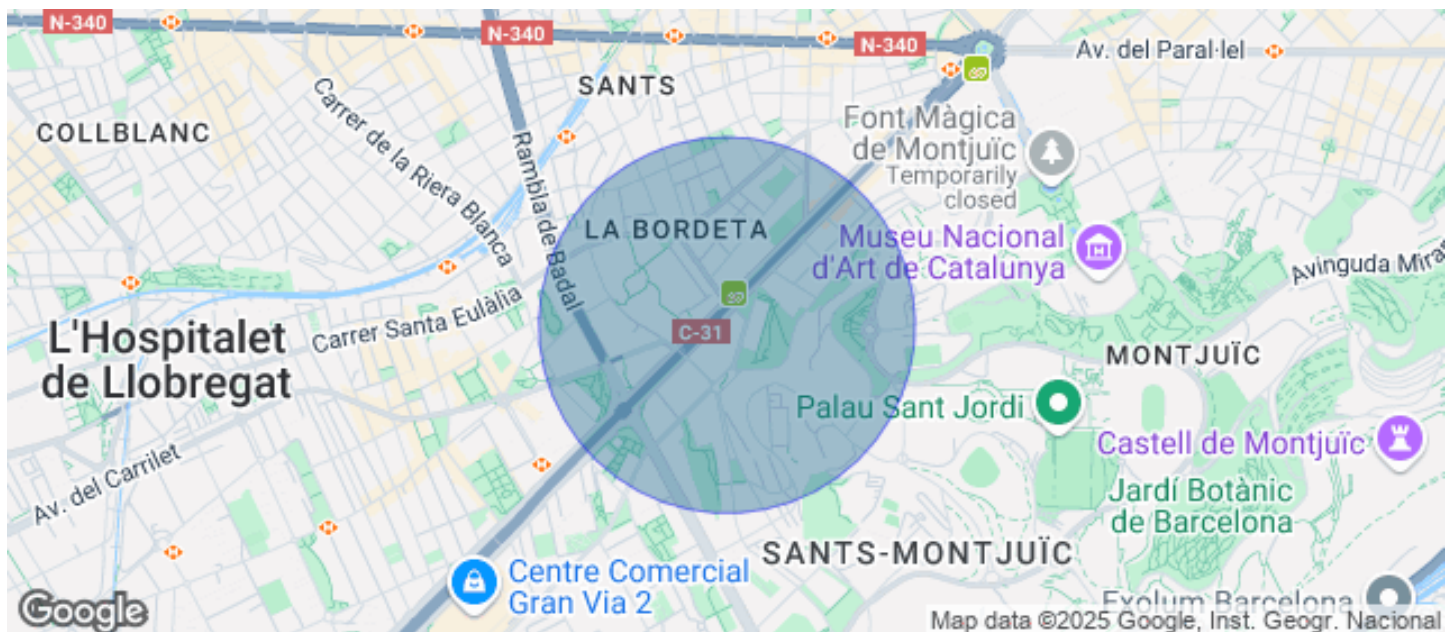 N-340
N-340
N-340
Av. del Paral·lel
SANTS
COLLBLANC
Carrer de la Riera Blanca
Rambla de Badal
Font Màgica
de Montjuïc
Temporarily
closed
LA BORDETA
Museu Nacional
d'Art de Catalunya
Avinguda Mira
Carrer Santa Eulàlia
C-31
L'Hospitalet
de Llobregat
MONTJUÏC
Palau Sant Jordi
Castell de Montjuïc
Av. del Carrilet
Jardí Botànic
de Barcelona
SANTS-MONTJUÏC
Centre Comercial
Gran Via 2
Exolum Barcelona
Google
Map data ©2025 Google, Inst. Geogr. Nacional